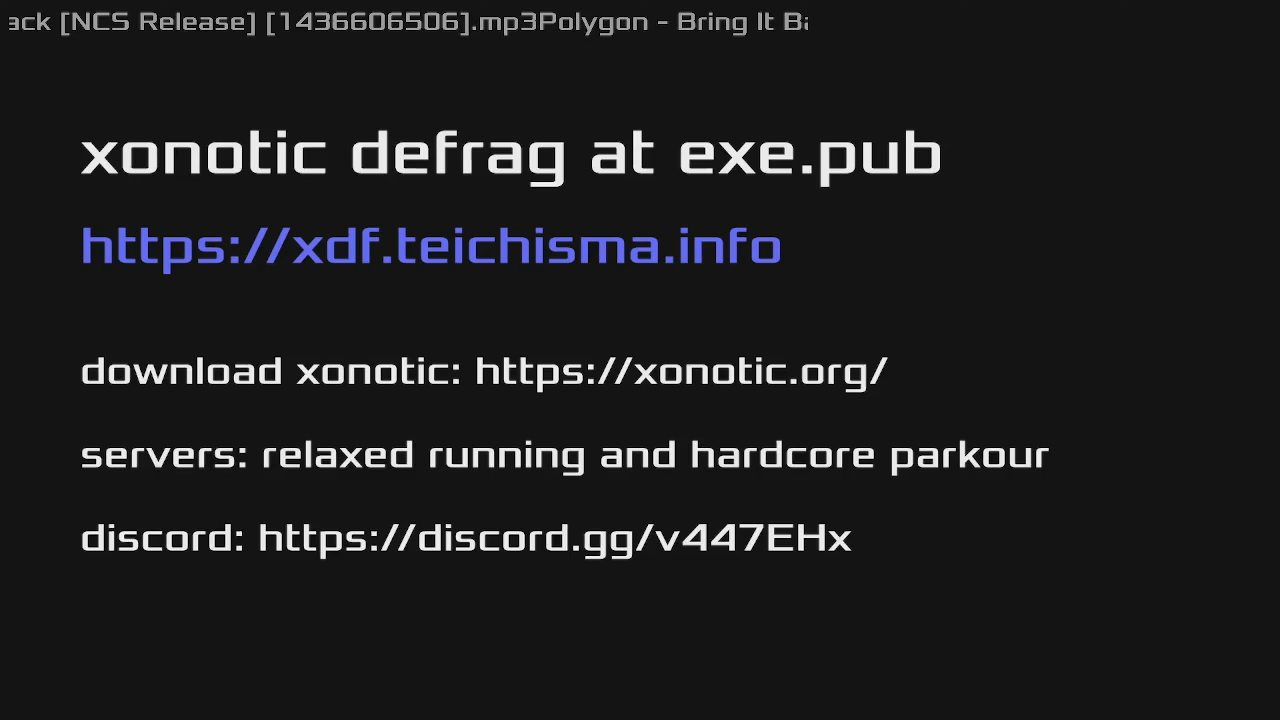 ack [NCS Release] [1436606506].mp3Polygon - Bring It Ba
xonotic defrag at exe.pub
https://xdf.teichisma.info
download xonotic: https://xonotic.org/
servers: relaxed running and hardcore parkour
discord: https://discord.gg/v447EHx